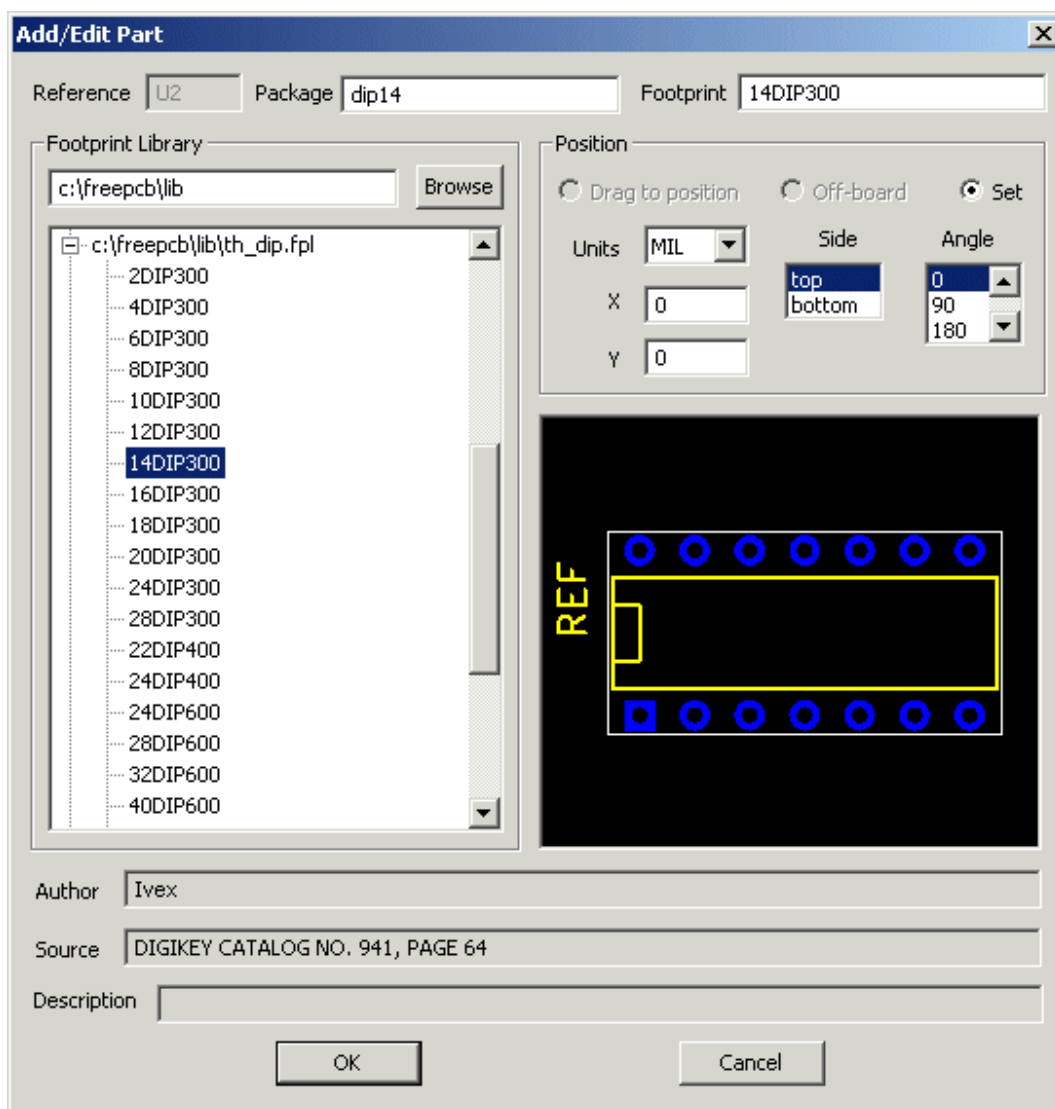 Add/Edit Part
Reference U2 Package dip14 Footprint 14DIP300
Footprint Library
c:\freepcb\lib Browse
c:\freepcb\lib\th_dip.fpl
2DIP300
4DIP300
6DIP300
8DIP300
10DIP300
12DIP300
14DIP300
16DIP300
18DIP300
20DIP300
24DIP300
28DIP300
22DIP400
24DIP400
24DIP600
28DIP600
32DIP600
40DIP600
Position
Drag to position Off-board Set
Units MIL Side Angle
X 0 top 0
bottom 90
Y 0 180
REF
Author Ivex
Source DIGIKEY CATALOG NO. 941, PAGE 64
Description
OK Cancel